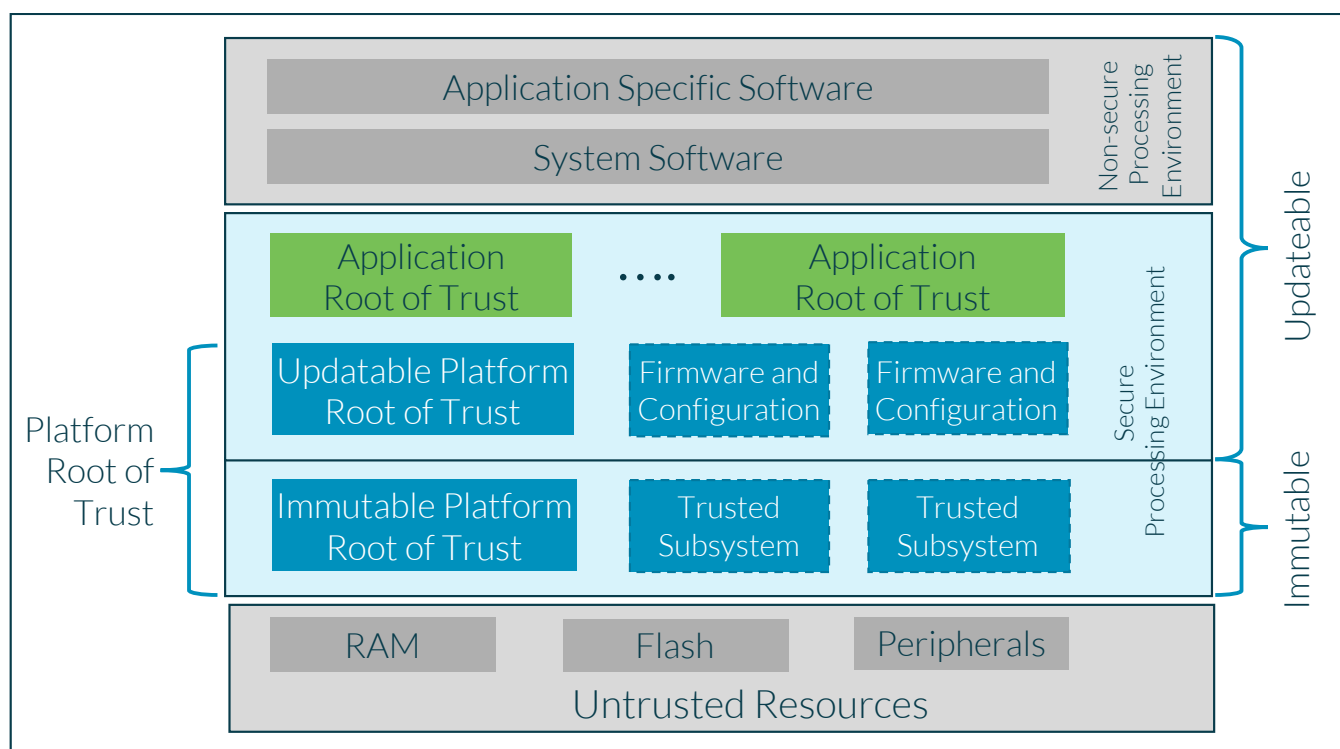 Application Specific Software
System Software
Non-secure
Processing
Environment
Updateable
Application
Root of Trust
....
Application
Root of Trust
Secure
Processing Environment
Platform
Root of
Trust
Updatable Platform
Root of Trust
Firmware and
Configuration
Firmware and
Configuration
Immutable Platform
Root of Trust
Trusted
Subsystem
Trusted
Subsystem
Immutable
RAM
Flash
Peripherals
Untrusted Resources